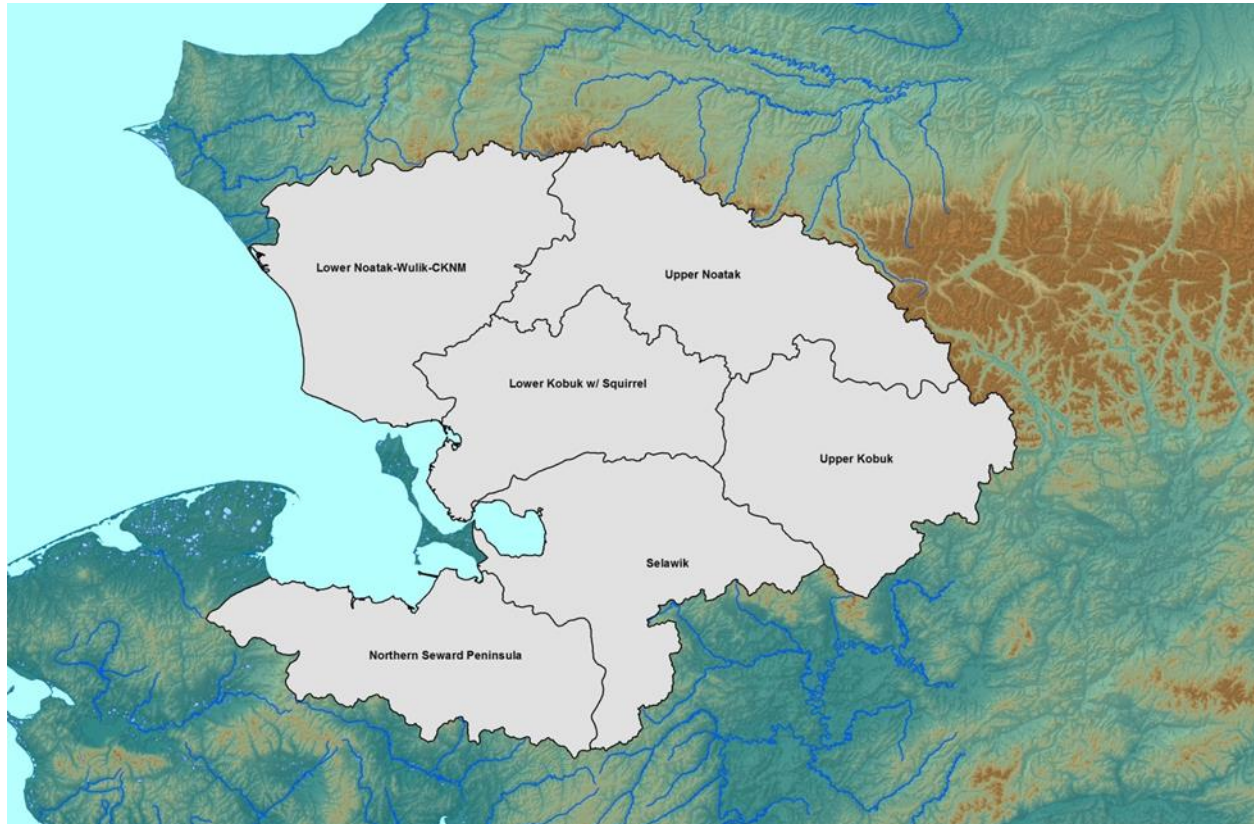 Lower Noatak-Wulik-CKNM
Upper Noatak
Lower Kobuk w/ Squirrel
Upper Kobuk
Selawik
Northern Seward Peninsula